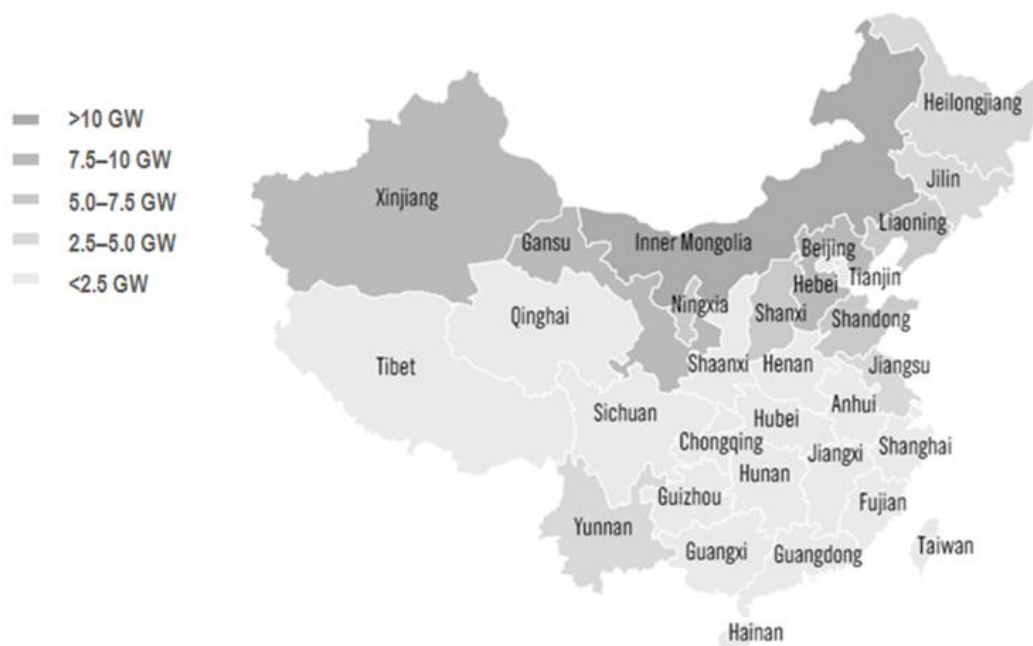 >10 GW
7.5–10 GW
5.0–7.5 GW
2.5–5.0 GW
<2.5 GW
Heilongjiang
Jilin
Liaoning
Xinjiang
Gansu
Inner Mongolia
Beijing
Tianjin
Hebei
Ningxia
Shanxi
Shandong
Qinghai
Tibet
Shaanxi
Henan
Jiangsu
Sichuan
Anhui
Hubei
Chongqing
Shanghai
Jiangxi
Hunan
Guizhou
Fujian
Yunnan
Guangxi
Guangdong
Taiwan
Hainan